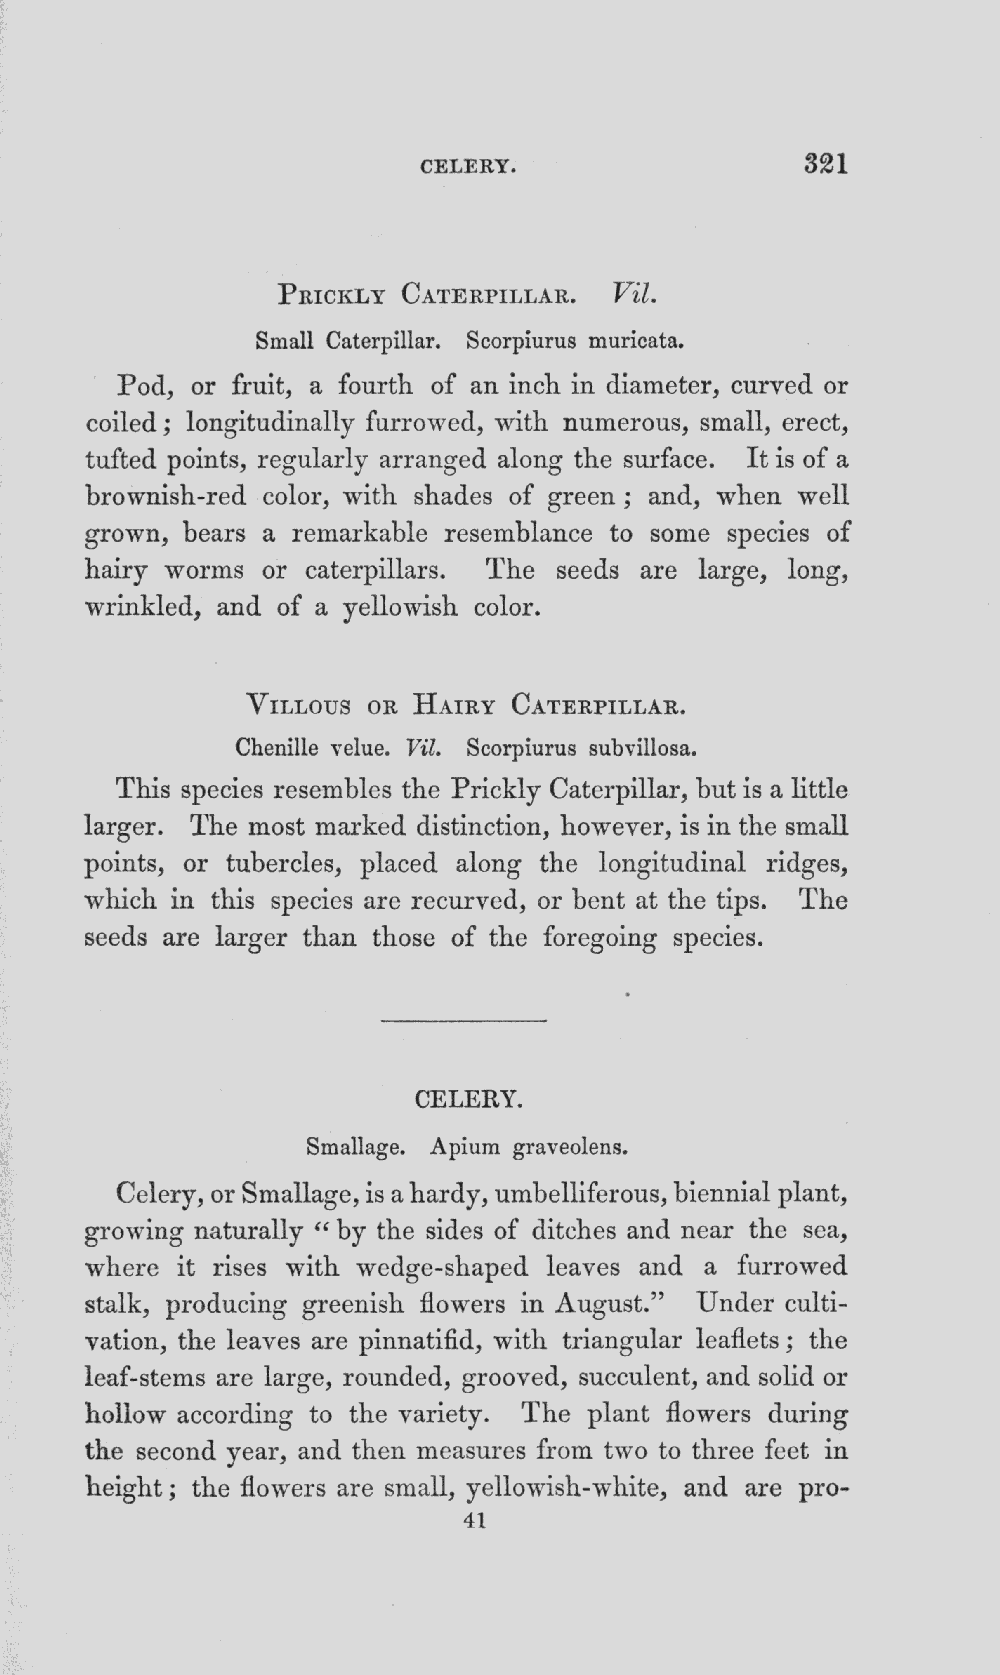 CELERY. 321
PRICKLY CATERPILLAR. Vil.
Small Caterpillar. Scorpiurus muricata.
Pod, or fruit, a fourth of an inch in diameter, curved or
coiled; longitudinally furrowed, with numerous, small, erect,
tufted points, regularly arranged along the surface. It is of a
brownish-red color, with shades of green; and, when well
grown, bears a remarkable resemblance to some species of
hairy worms or caterpillars. The seeds are large, long,
wrinkled, and of a yellowish color.
VILLOUS OR HAIRY CATERPILLAR.
Chenille velue. Vil. Scorpiurus subvillosa.
This species resembles the Prickly Caterpillar, but is a little
larger. The most marked distinction, however, is in the small
points, or tubercles, placed along the longitudinal ridges,
which in this species are recurved, or bent at the tips. The
seeds are larger than those of the foregoing species.
CELERY.
Smallage. Apium graveolens.
Celery, or Smallage, is a hardy, umbelliferous, biennial plant,
growing naturally “by the sides of ditches and near the sea,
where it rises with wedge-shaped leaves and a furrowed
stalk, producing greenish flowers in August.” Under culti-
vation, the leaves are pinnatifid, with triangular leaflets; the
leaf-stems are large, rounded, grooved, succulent, and solid or
hollow according to the variety. The plant flowers during
the second year, and then measures from two to three feet in
height; the flowers are small, yellowish-white, and are pro-
41